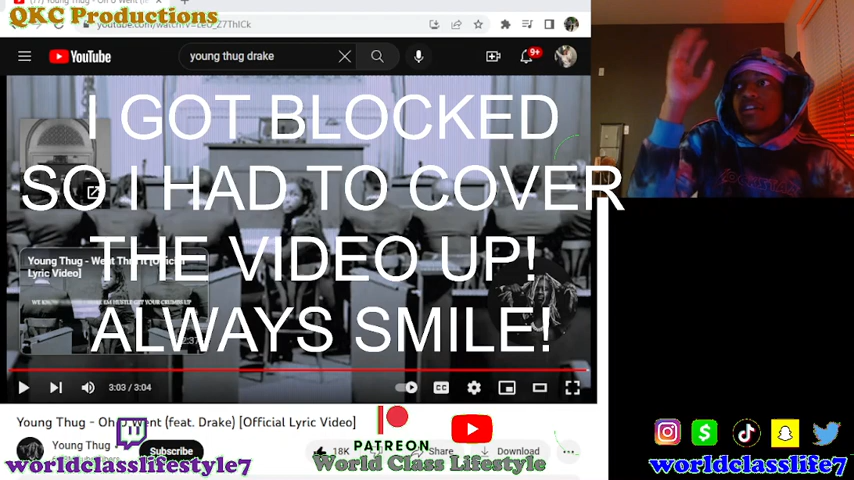 QKC Productions
YouTube
young thug drake
9+
I GOT BLOCKED
SO I HAD TO COVER
THE VIDEO UP!
ALWAYS SMILE!
Young Thug - Went Thru It [Official
Lyric Video]
3:03 / 3:04
CC
Young Thug - Oh U Went (feat. Drake) [Official Lyric Video]
Young Thug
Subscribe
18K
Share
Download
PATREON
worldclasslifestyle7
World Class Lifestyle
worldclasslife7